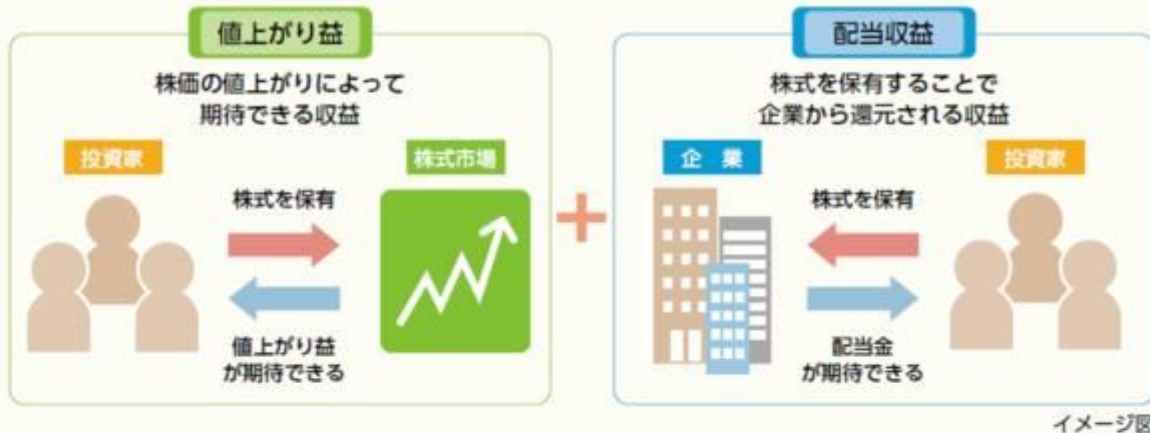 値上がり益
株価の値上がりによって
期待できる収益
投資家
株式市場
株式を保有
値上がり益
が期待できる
+
配当収益
株式を保有することで
企業から還元される収益
企 業
投資家
株式を保有
配当金
が期待できる
イメージ図